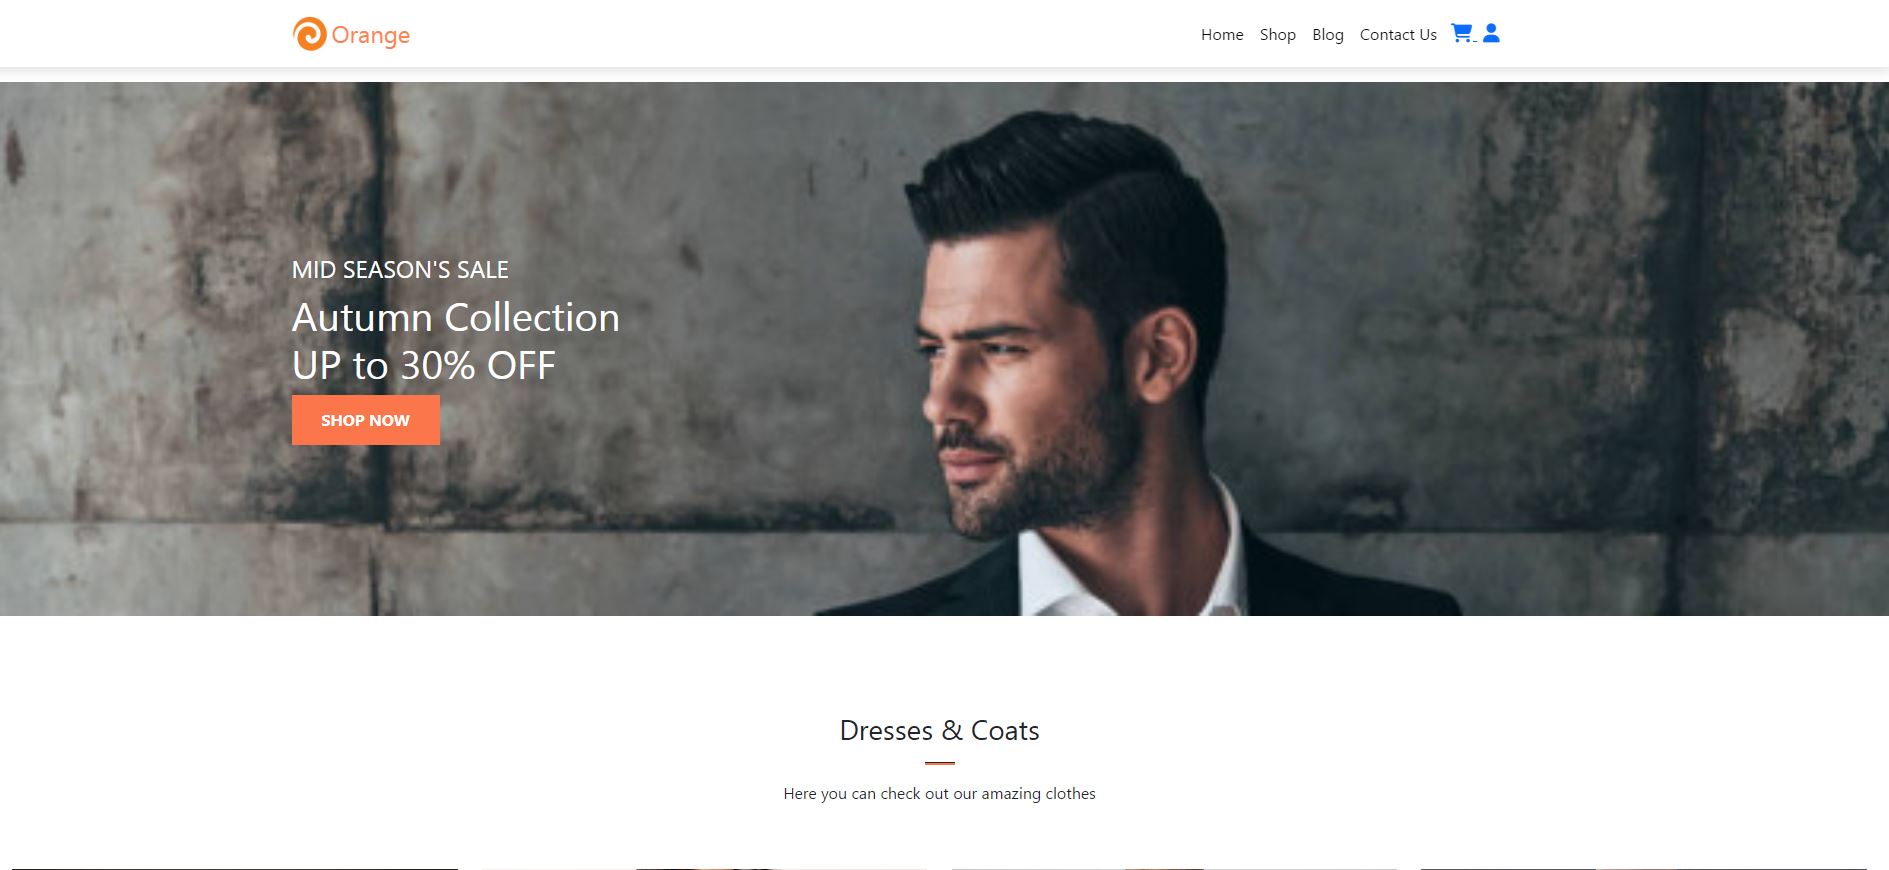 Orange
Home Shop Blog Contact Us
MID SEASON'S SALE
Autumn Collection
UP to 30% OFF
SHOP NOW
Dresses & Coats
Here you can check out our amazing clothes